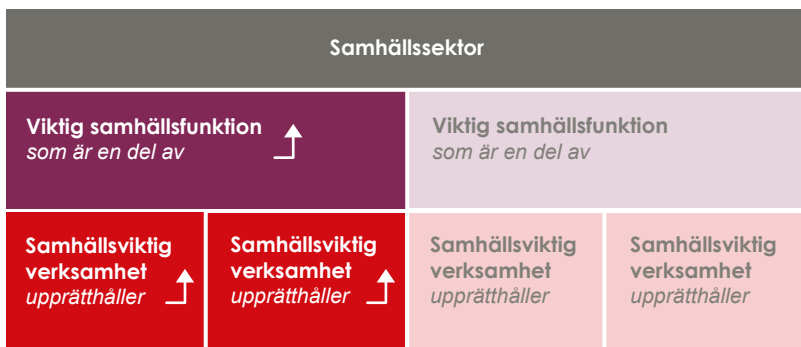 Samhällssektor
Viktig samhällsfunktion
som är en del av
Viktig samhällsfunktion
som är en del av
Samhällsviktig
verksamhet
upprätthåller
Samhällsviktig
verksamhet
upprätthåller
Samhällsviktig
verksamhet
upprätthåller
Samhällsviktig
verksamhet
upprätthåller